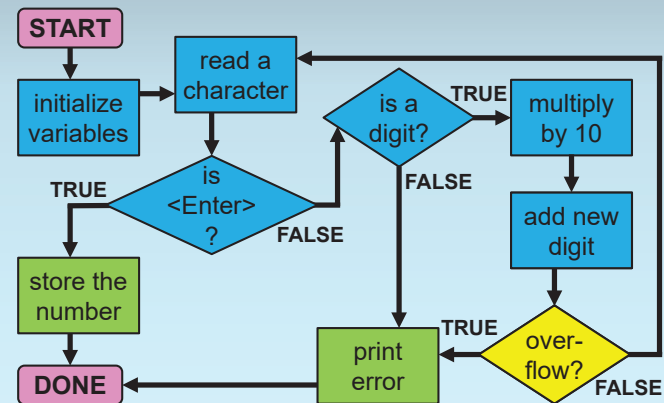 START
initialize
variables
read a
character
is
<Enter>
?
TRUE
FALSE
store the
number
DONE
is a
digit?
TRUE
FALSE
multiply
by 10
add new
digit
over-
flow?
TRUE
FALSE
print
error